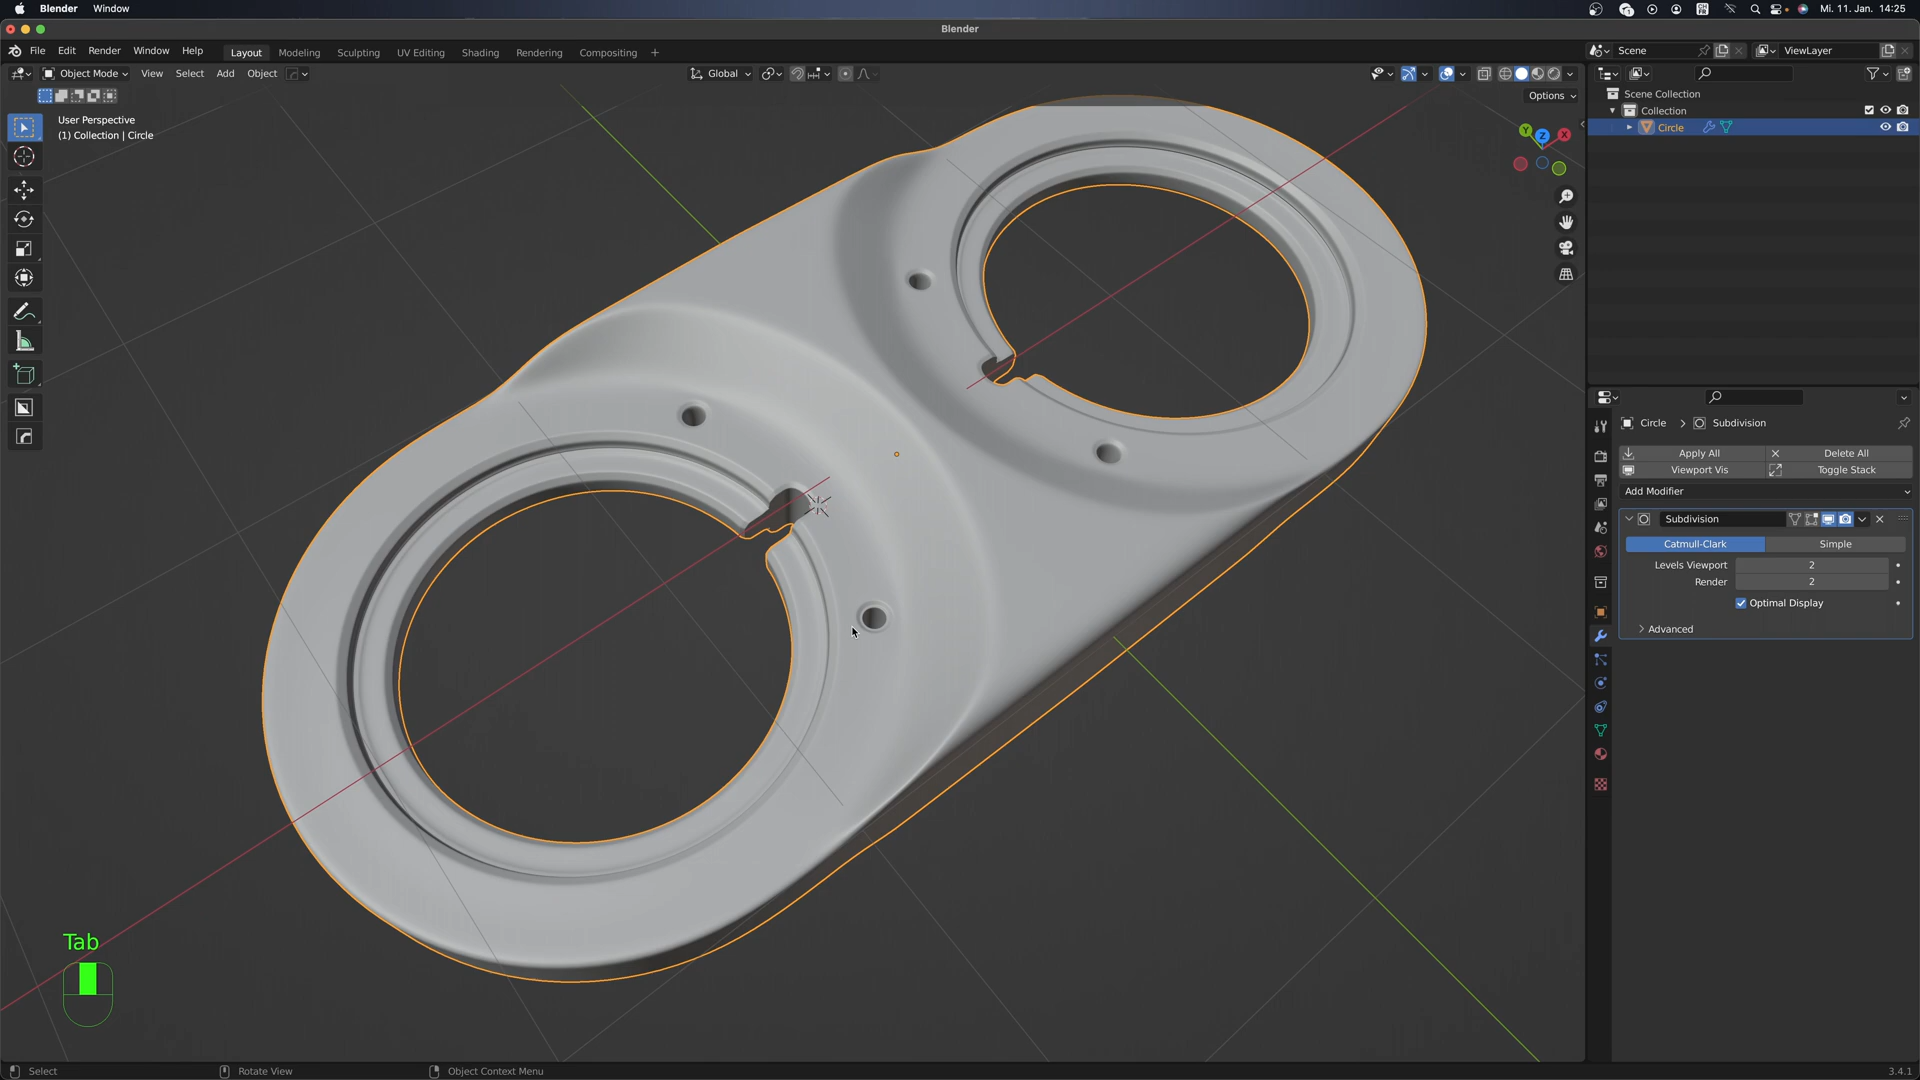 Blender Window Mi. 11. Jan. 14:25
Blender
File Edit Render Window Help Layout Modeling Sculpting UV Editing Shading Rendering Compositing + Scene ViewLayer
Object Mode View Select Add Object Global
Options
User Perspective
(1) Collection | Circle
Scene Collection
Collection
Circle
Y Z X
Circle > Subdivision
Apply All Delete All
Viewport Vis Toggle Stack
Add Modifier
Subdivision
Catmull-Clark Simple
Levels Viewport 2
Render 2
Optimal Display
Advanced
Tab
Select Rotate View Object Context Menu 3.4.1